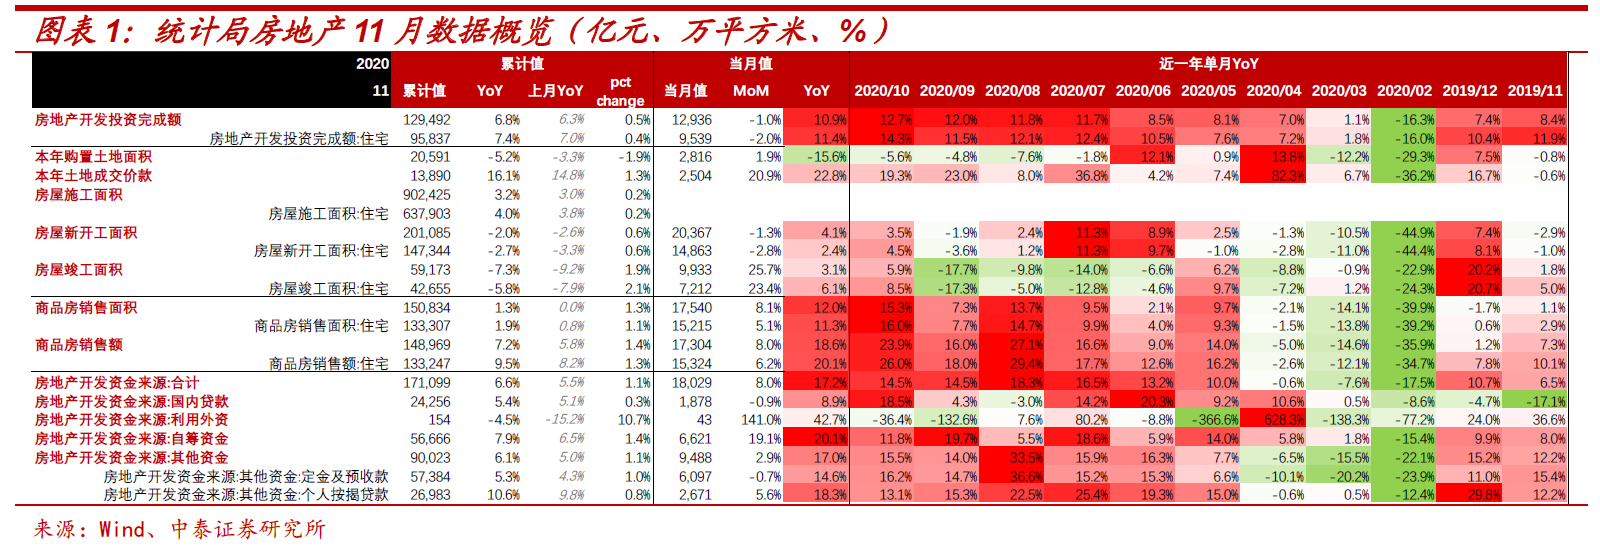 图表 1：统计局房地产 11 月数据概览（亿元、万平方米、%）
2020 累计值 当月值 近一年单月YoY
11 累计值 YoY 上月YoY pct change 当月值 MoM YoY 2020/10 2020/09 2020/08 2020/07 2020/06 2020/05 2020/04 2020/03 2020/02 2019/12 2019/11
房地产开发投资完成额 129,492 6.8% 6.3% 0.5% 12,936 -1.0% 10.9% 12.7% 12.0% 11.8% 11.7% 8.5% 8.1% 7.0% 1.1% -16.3% 7.4% 8.4%
房地产开发投资完成额:住宅 95,837 7.4% 7.0% 0.4% 9,539 -2.0% 11.4% 14.3% 11.5% 12.1% 12.4% 10.5% 7.6% 7.2% 1.8% -16.0% 10.4% 11.9%
本年购置土地面积 20,591 -5.2% -3.3% -1.9% 2,816 1.9% -15.6% -5.6% -4.8% -7.6% -1.8% 12.1% 0.9% 13.8% -12.2% -29.3% 7.5% -0.8%
本年土地成交价款 13,890 16.1% 14.8% 1.3% 2,504 20.9% 22.8% 19.3% 23.0% 8.0% 36.8% 4.2% 7.4% 82.3% 6.7% -36.2% 16.7% -0.6%
房屋施工面积 902,425 3.2% 3.0% 0.2%
房屋施工面积:住宅 637,903 4.0% 3.8% 0.2%
房屋新开工面积 201,085 -2.0% -2.6% 0.6% 20,367 -1.3% 4.1% 3.5% -1.9% 2.4% 11.3% 8.9% 2.5% -1.3% -10.5% -44.9% 7.4% -2.9%
房屋新开工面积:住宅 147,344 -2.7% -3.3% 0.6% 14,863 -2.8% 2.4% 4.5% -3.6% 1.2% 11.3% 9.7% -1.0% -2.8% -11.0% -44.4% 8.1% -1.0%
房屋竣工面积 59,173 -7.3% -9.2% 1.9% 9,933 25.7% 3.1% 5.9% -17.7% -9.8% -14.0% -6.6% 6.2% -8.8% -0.9% -22.9% 20.2% 1.8%
房屋竣工面积:住宅 42,655 -5.8% -7.9% 2.1% 7,212 23.4% 6.1% 8.5% -17.3% -5.0% -12.8% -4.6% 9.7% -7.2% 1.2% -24.3% 20.7% 5.0%
商品房销售面积 150,834 1.3% 0.0% 1.3% 17,540 8.1% 12.0% 15.3% 7.3% 13.7% 9.5% 2.1% 9.7% -2.1% -14.1% -39.9% -1.7% 1.1%
商品房销售面积:住宅 133,307 1.9% 0.8% 1.1% 15,215 5.1% 11.3% 16.0% 7.7% 14.7% 9.9% 4.0% 9.3% -1.5% -13.8% -39.2% 0.6% 2.9%
商品房销售额 148,969 7.2% 5.8% 1.4% 17,304 8.0% 18.6% 23.9% 16.0% 27.1% 16.6% 9.0% 14.0% -5.0% -14.6% -35.9% 1.2% 7.3%
商品房销售额:住宅 133,247 9.5% 8.2% 1.3% 15,324 6.2% 20.1% 26.0% 18.0% 29.4% 17.7% 12.6% 16.2% -2.6% -12.1% -34.7% 7.8% 10.1%
房地产开发资金来源:合计 171,099 6.6% 5.5% 1.1% 18,029 8.0% 17.2% 14.5% 14.5% 18.3% 16.5% 13.2% 10.0% -0.6% -7.6% -17.5% 10.7% 6.5%
房地产开发资金来源:国内贷款 24,256 5.4% 5.1% 0.3% 1,878 -0.9% 8.9% 18.5% 4.3% -3.0% 14.2% 20.3% 9.2% 10.6% 0.5% -8.6% -4.7% -17.1%
房地产开发资金来源:利用外资 154 -4.5% -15.2% 10.7% 43 141.0% 42.7% -36.4% -132.6% 7.6% 80.2% -8.8% -366.6% 628.3% -138.3% -77.2% 24.0% 36.6%
房地产开发资金来源:自筹资金 56,666 7.9% 6.5% 1.4% 6,621 19.1% 20.1% 11.8% 19.7% 5.5% 18.6% 5.9% 14.0% 5.8% 1.8% -15.4% 9.9% 8.0%
房地产开发资金来源:其他资金 90,023 6.1% 5.0% 1.1% 9,488 2.9% 17.0% 15.5% 14.0% 33.5% 15.9% 16.3% 7.7% -6.5% -15.5% -22.1% 15.2% 12.2%
房地产开发资金来源:其他资金:定金及预收款 57,384 5.3% 4.3% 1.0% 6,097 -0.7% 14.6% 16.2% 14.7% 36.6% 15.2% 15.3% 6.6% -10.1% -20.2% -23.9% 11.0% 15.4%
房地产开发资金来源:其他资金:个人按揭贷款 26,983 10.6% 9.8% 0.8% 2,671 5.6% 18.3% 13.1% 15.3% 22.5% 25.4% 19.3% 15.0% -0.6% 0.5% -12.4% 29.8% 12.2%
来源：Wind、中泰证券研究所